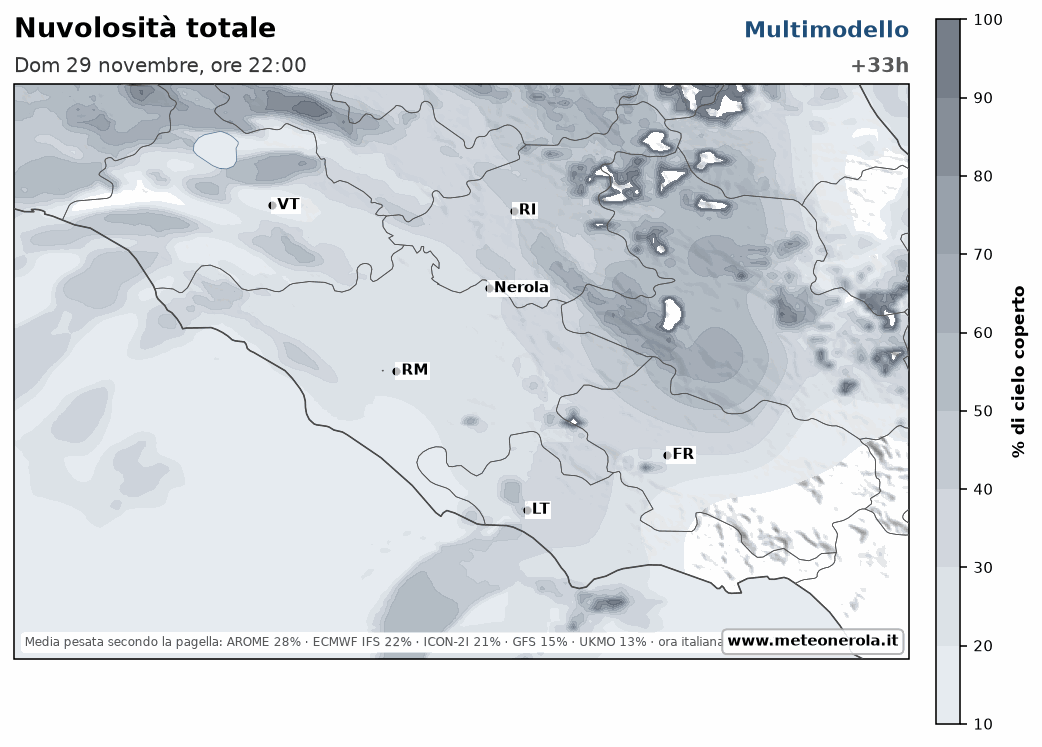 Nuvolosità totale
Multimodello
Dom 29 novembre, ore 22:00
+33h
100
90
80
70
60
50
40
30
20
10
% di cielo coperto
VT
RI
Nerola
RM
FR
LT
Media pesata secondo la pagella: AROME 28% · ECMWF IFS 22% · ICON-2I 21% · GFS 15% · UKMO 13% · ora italiana
www.meteonerola.it